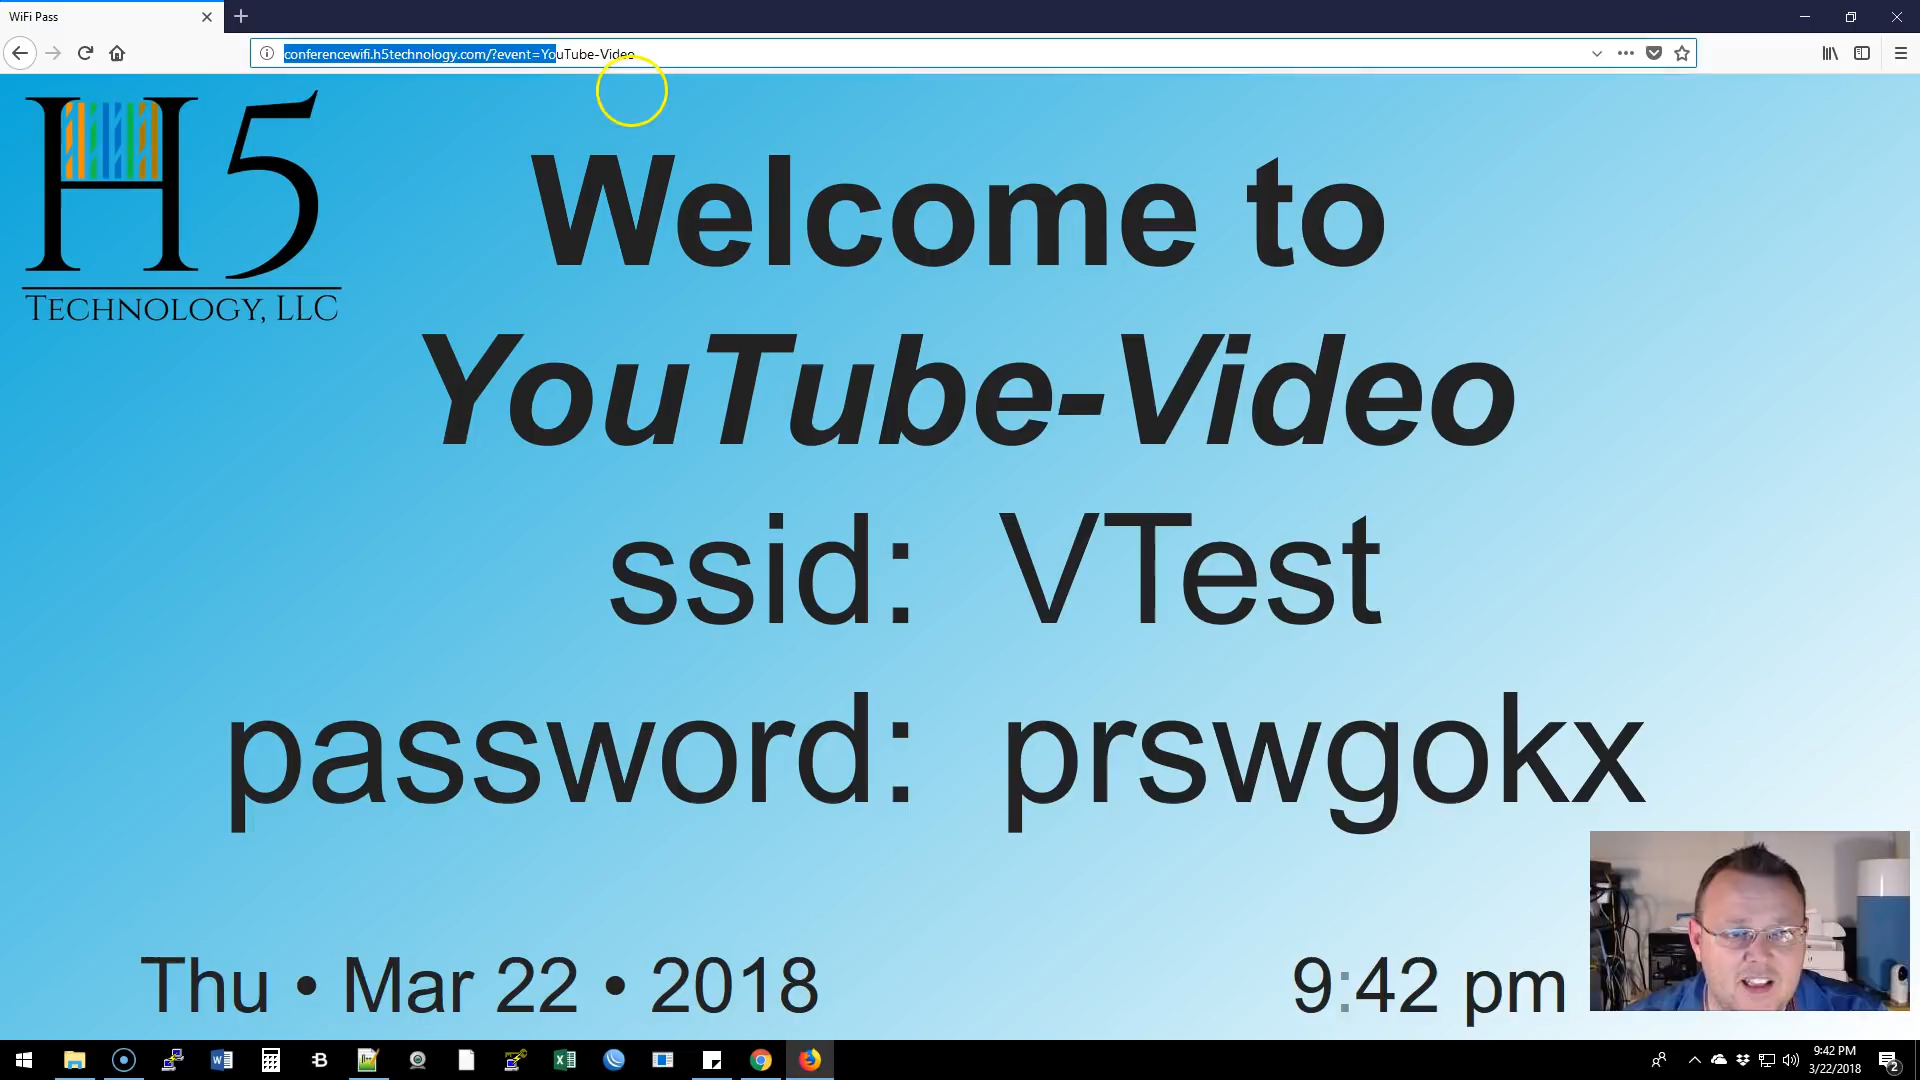 WiFi Pass
conferencewifi.h5technology.com/?event=YouTube-Video
H5
TECHNOLOGY, LLC
Welcome to
YouTube-Video
ssid: VTest
password: prswgokx
Thu • Mar 22 • 2018
9:42 pm
9:42 PM
3/22/2018
2